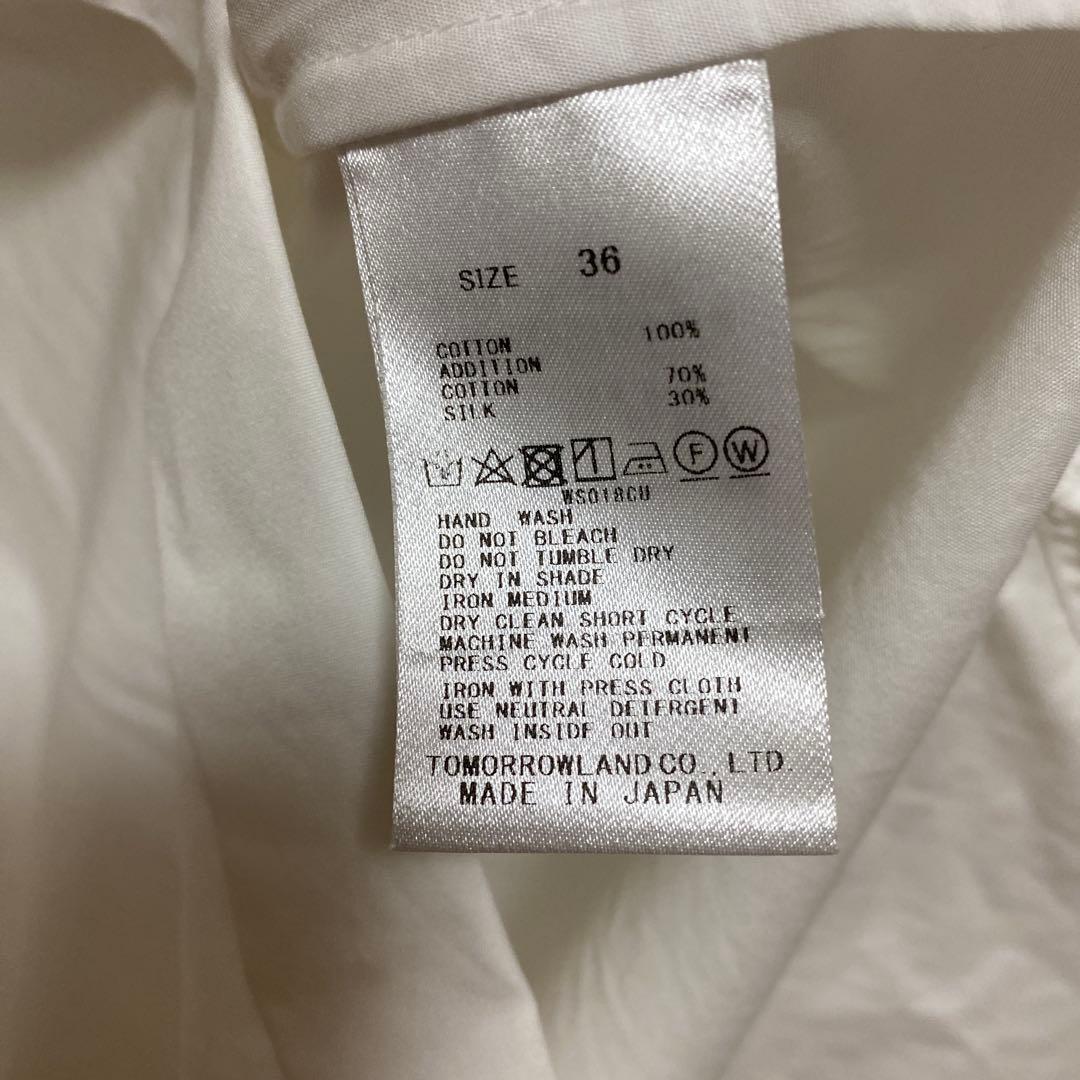 SIZE 36
COTTON 100%
ADDITION
COTTON 70%
SILK 30%
F W
WS018CU
HAND WASH
DO NOT BLEACH
DO NOT TUMBLE DRY
DRY IN SHADE
IRON MEDIUM
DRY CLEAN SHORT CYCLE
MACHINE WASH PERMANENT
PRESS CYCLE COLD
IRON WITH PRESS CLOTH
USE NEUTRAL DETERGENT
WASH INSIDE OUT
TOMORROWLAND CO., LTD.
MADE IN JAPAN